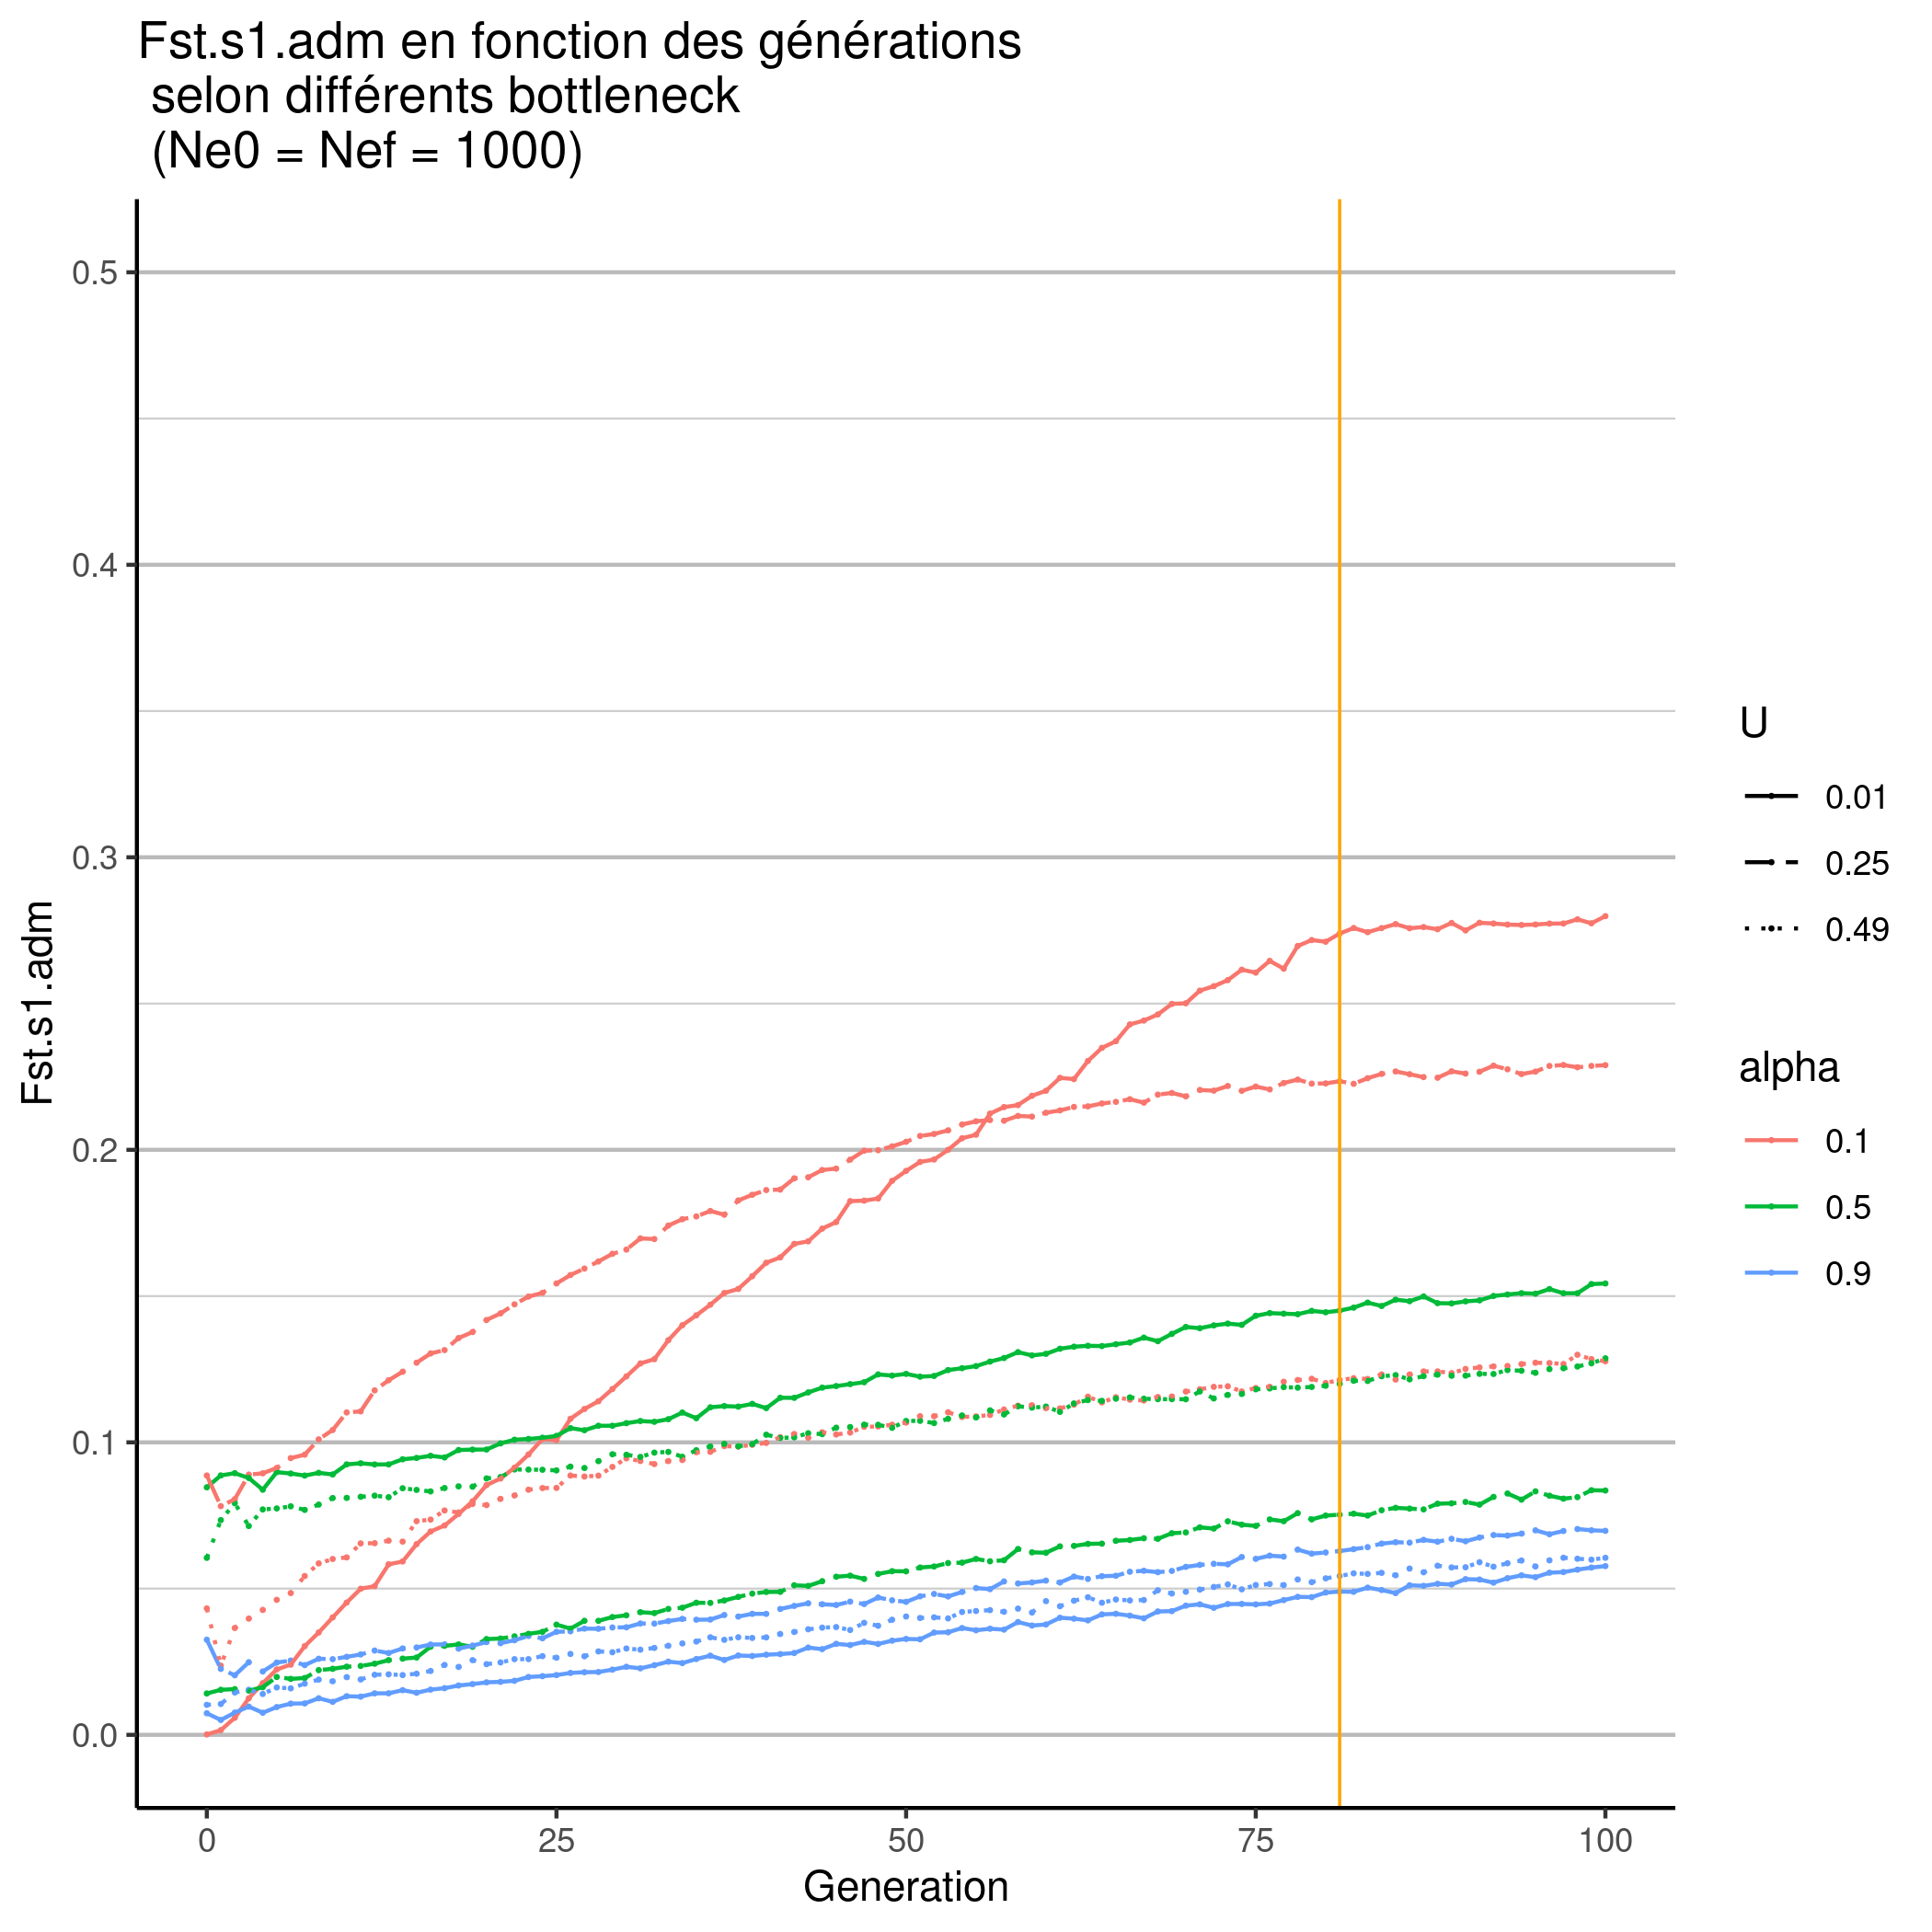 Fst.s1.adm en fonction des générations
selon différents bottleneck
(Ne0 = Nef = 1000)
Fst.s1.adm
0.5
0.4
0.3
0.2
0.1
0.0
0
25
50
75
100
Generation
U
0.01
0.25
0.49
alpha
0.1
0.5
0.9